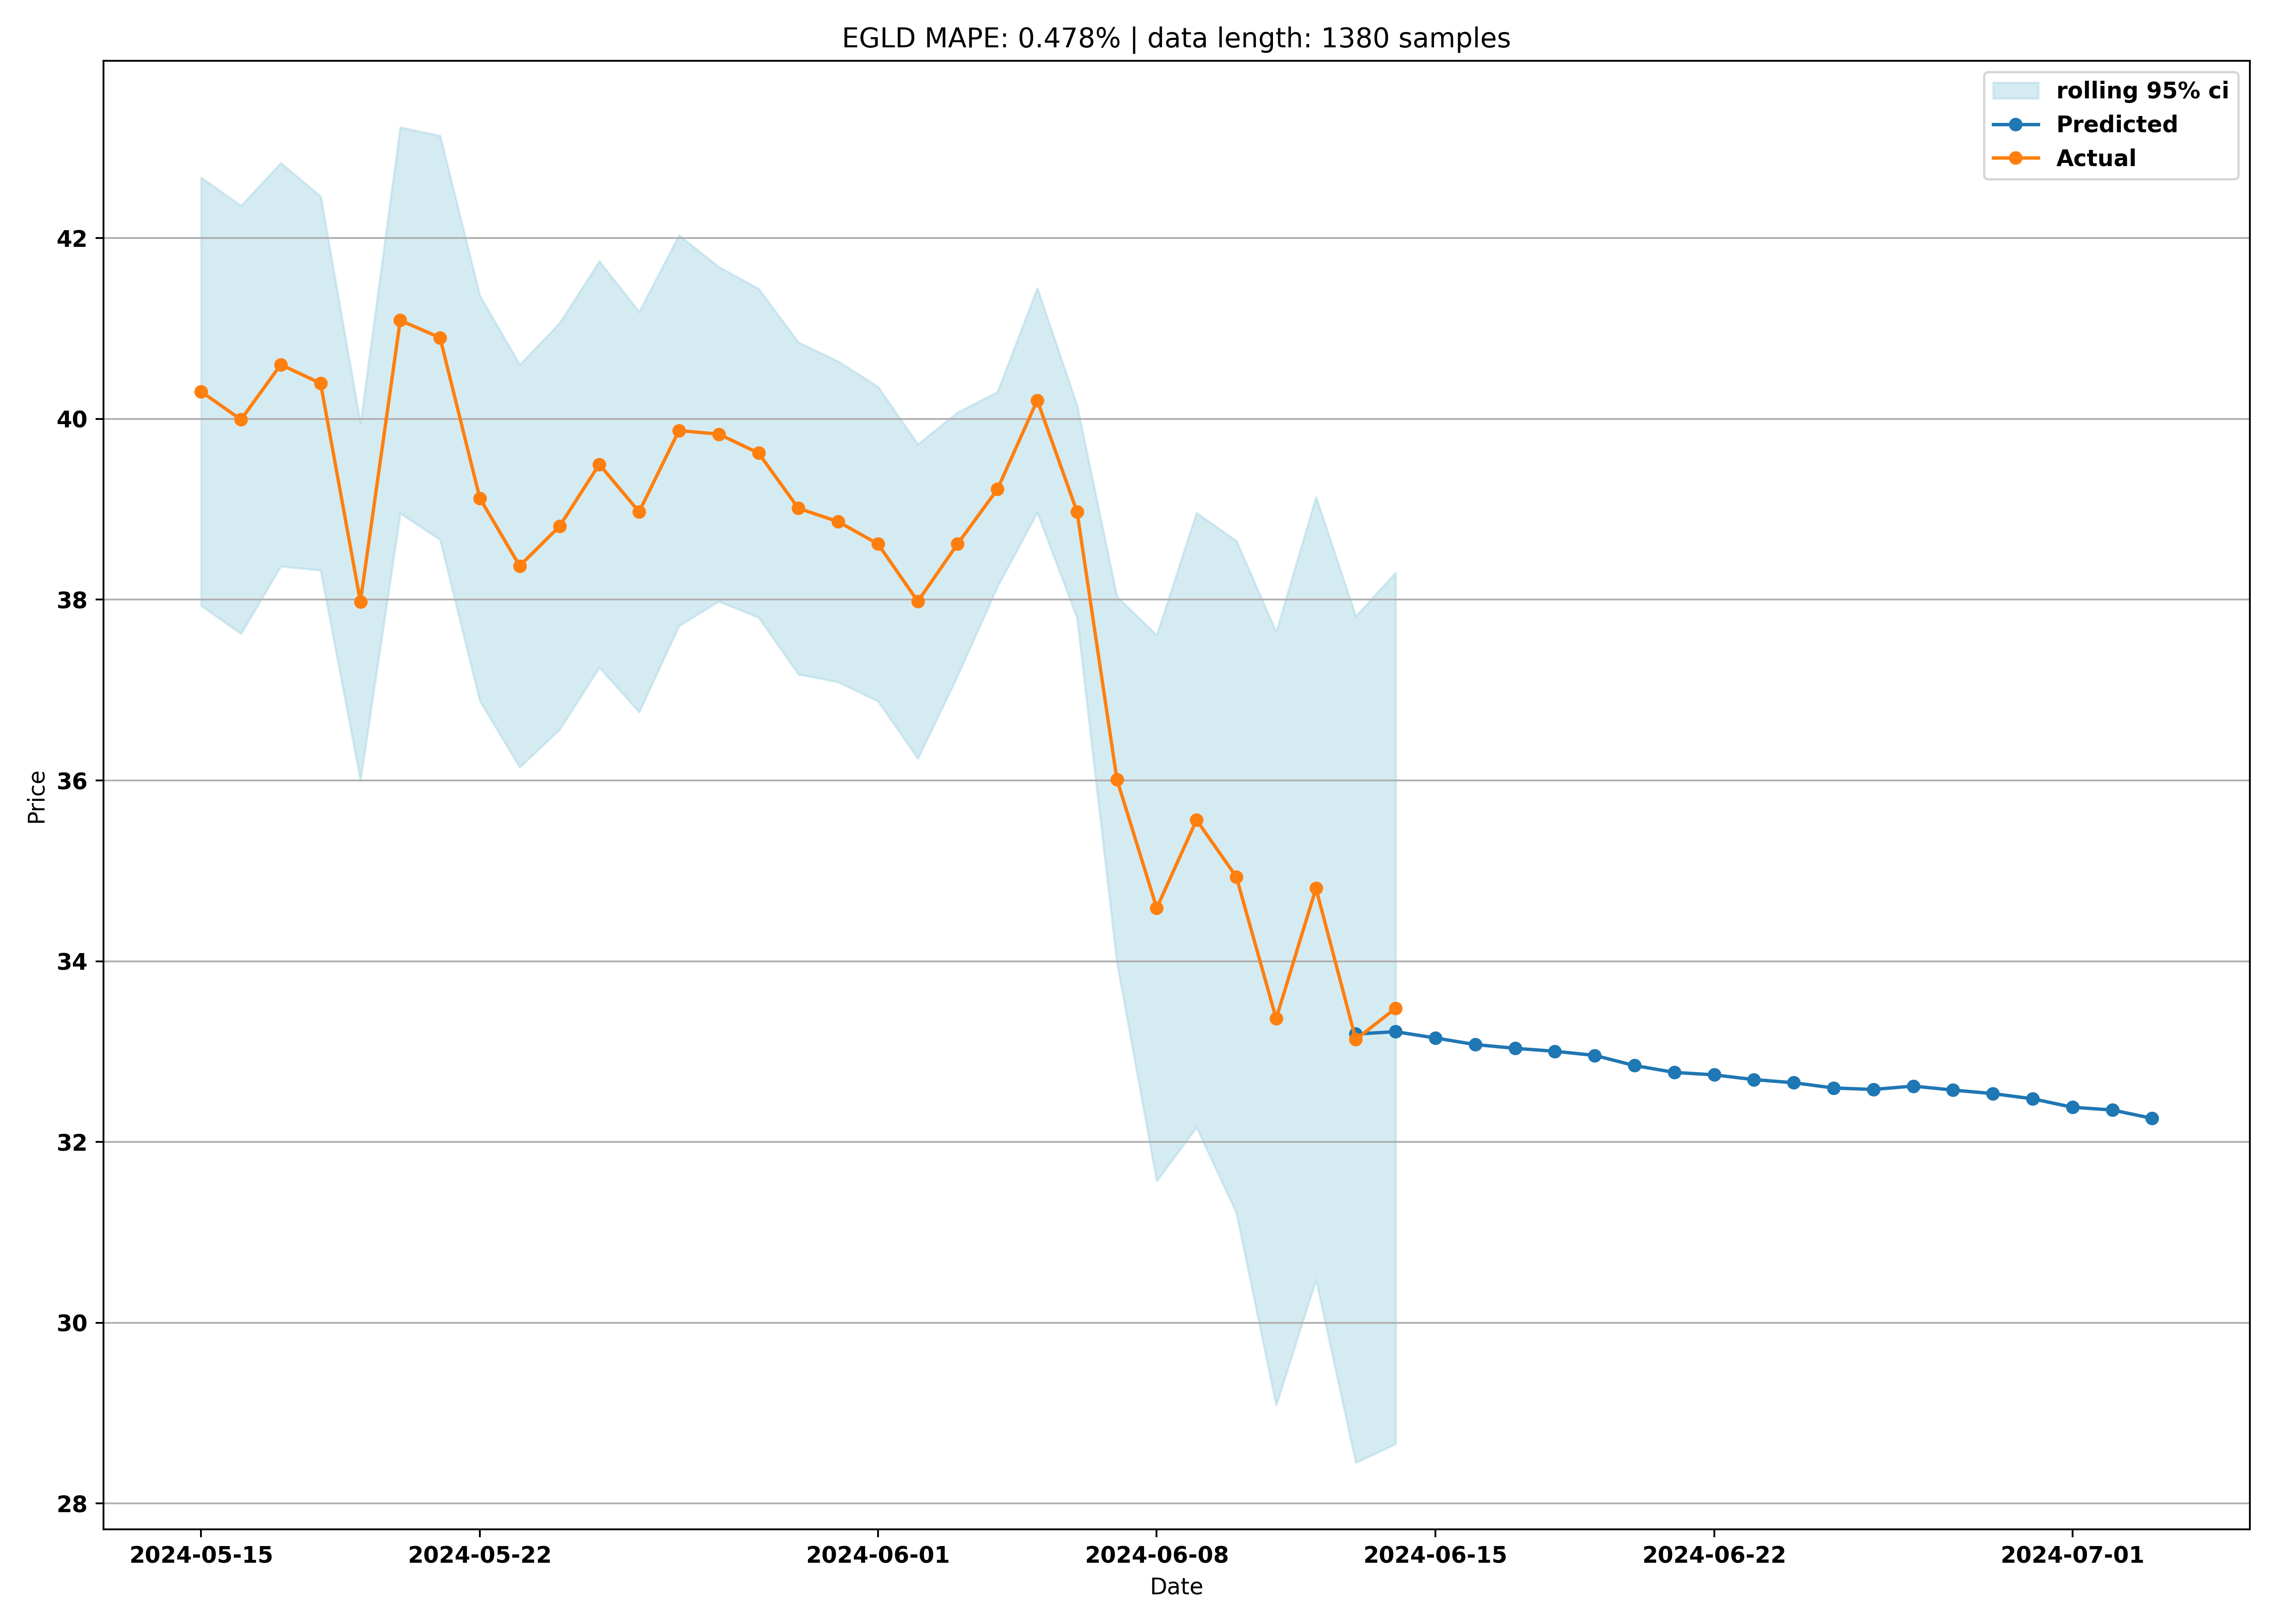 EGLD MAPE: 0.478% | data length: 1380 samples
rolling 95% ci
Predicted
Actual
Price
42
40
38
36
34
32
30
28
2024-05-15
2024-05-22
2024-06-01
2024-06-08
2024-06-15
2024-06-22
2024-07-01
Date